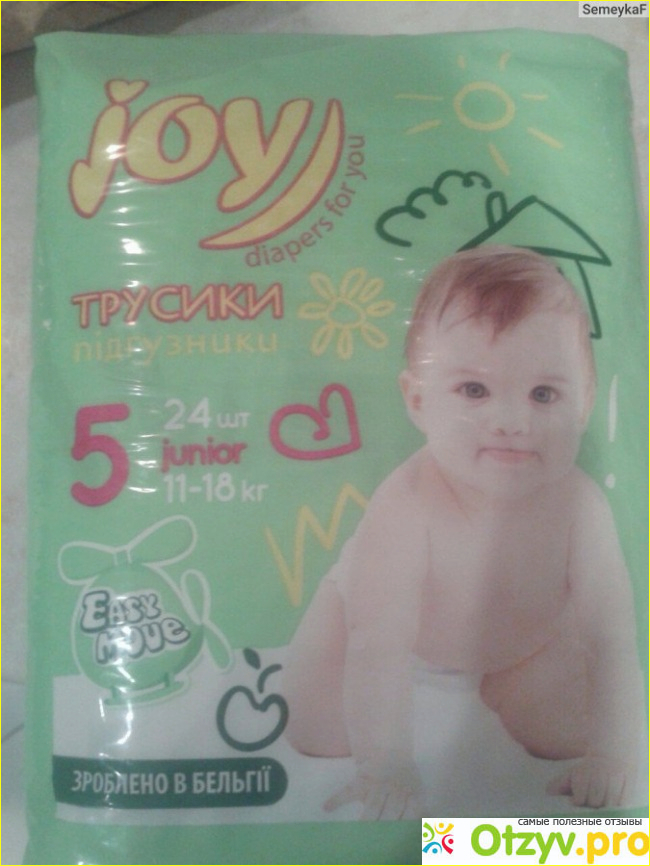 SemeykaF
joy
diapers for you
ТРУСИКИ
підгузники
5
24 шт
junior
11-18 кг
EASY
MOVE
ЗРОБЛЕНО В БЕЛЬГІЇ
самые полезные отзывы
Otzyv.pro